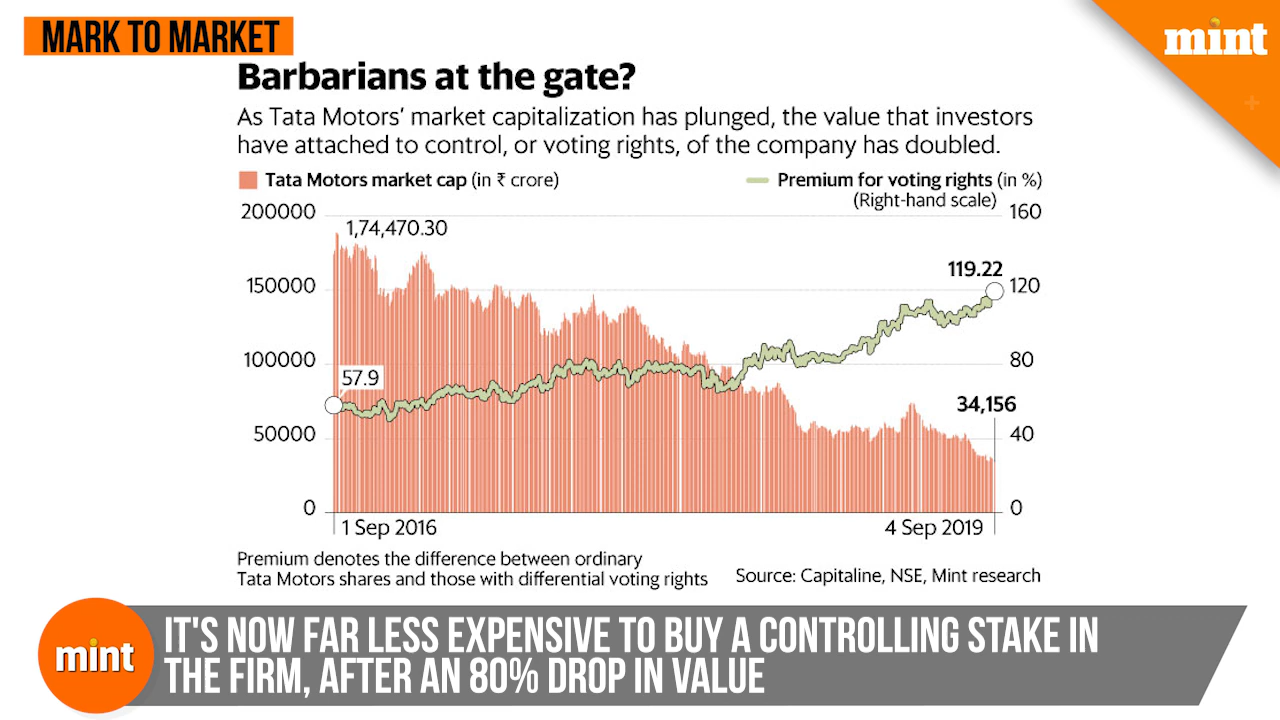 MARK TO MARKET
mint
Barbarians at the gate?
As Tata Motors' market capitalization has plunged, the value that investors
have attached to control, or voting rights, of the company has doubled.
Tata Motors market cap (in ₹ crore)
Premium for voting rights (in %)
(Right-hand scale)
200000
160
1,74,470.30
119.22
150000
120
100000
80
57.9
34,156
50000
40
0
0
1 Sep 2016
4 Sep 2019
Premium denotes the difference between ordinary
Tata Motors shares and those with differential voting rights
Source: Capitaline, NSE, Mint research
mint
IT'S NOW FAR LESS EXPENSIVE TO BUY A CONTROLLING STAKE IN
THE FIRM, AFTER AN 80% DROP IN VALUE